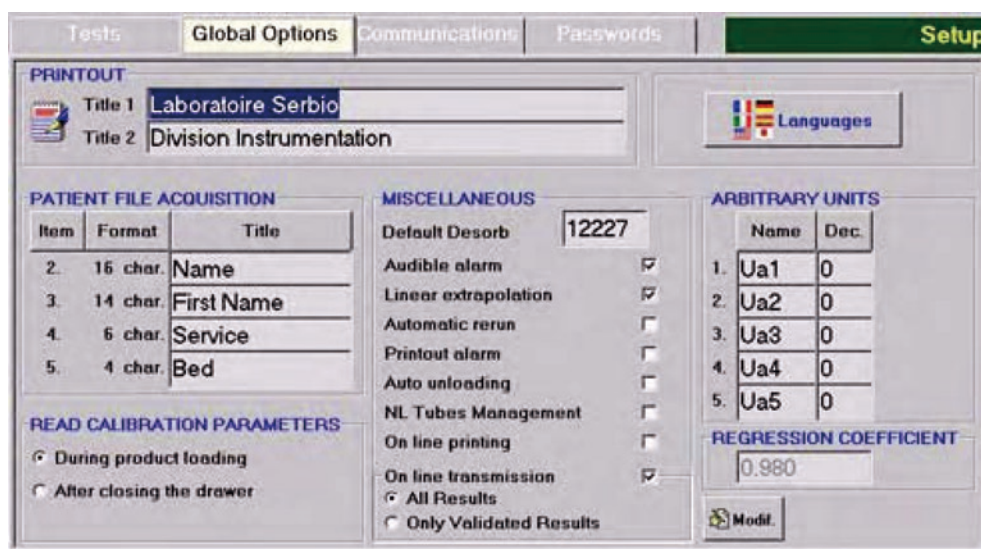 Tests Global Options Communications Passwords Setup
PRINTOUT
Title 1 Laboratoire Serbio
Title 2 Division Instrumentation
Languages
PATIENT FILE ACQUISITION
Item Format Title
2. 16 char. Name
3. 14 char. First Name
4. 6 char. Service
5. 4 char. Bed
READ CALIBRATION PARAMETERS
During product loading
After closing the drawer
MISCELLANEOUS
Default Desorb 12227
Audible alarm
Linear extrapolation
Automatic rerun
Printout alarm
Auto unloading
NL Tubes Management
On line printing
On line transmission
All Results
Only Validated Results
ARBITRARY UNITS
Name Dec.
1. Ua1 0
2. Ua2 0
3. Ua3 0
4. Ua4 0
5. Ua5 0
REGRESSION COEFFICIENT
0.980
Modif.